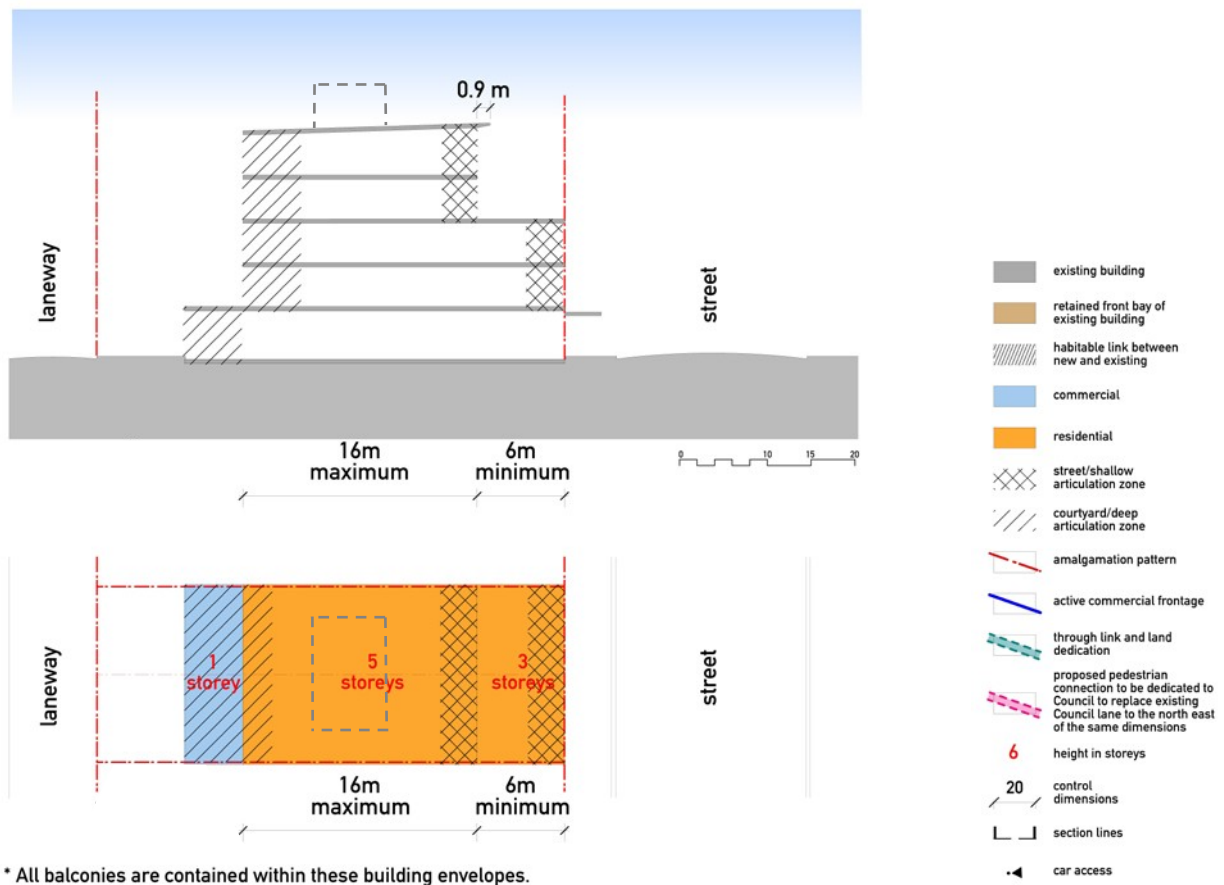 0.9 m
laneway
street
16m
maximum
6m
minimum
0
10
15
20
laneway
1
storey
5
storeys
3
storeys
street
16m
maximum
6m
minimum
* All balconies are contained within these building envelopes.
existing building
retained front bay of
existing building
habitable link between
new and existing
commercial
residential
street/shallow
articulation zone
courtyard/deep
articulation zone
amalgamation pattern
active commercial frontage
through link and land
dedication
proposed pedestrian
connection to be dedicated to
Council to replace existing
Council lane to the north east
of the same dimensions
6
height in storeys
20
control
dimensions
section lines
car access